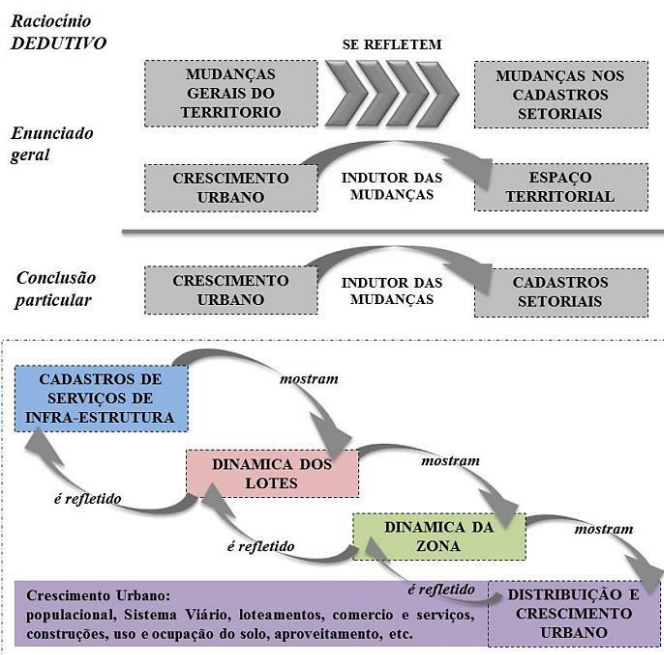 Raciocínio
DEDUTIVO
SE REFLETEM
MUDANÇAS
GERAIS DO
TERRITORIO
MUDANÇAS NOS
CADASTROS
SETORIAIS
Enunciado
geral
CRESCIMENTO
URBANO
INDUTOR DAS
MUDANÇAS
ESPAÇO
TERRITORIAL
Conclusão
particular
CRESCIMENTO
URBANO
INDUTOR DAS
MUDANÇAS
CADASTROS
SETORIAIS
CADASTROS DE
SERVIÇOS DE
INFRA-ESTRUTURA
mostram
é refletido
DINAMICA DOS
LOTES
mostram
é refletido
DINAMICA DA
ZONA
mostram
é refletido
Crescimento Urbano:
populacional, Sistema Viário, loteamentos, comercio e serviços,
construções, uso e ocupação do solo, aproveitamento, etc.
DISTRIBUIÇÃO E
CRESCIMENTO
URBANO